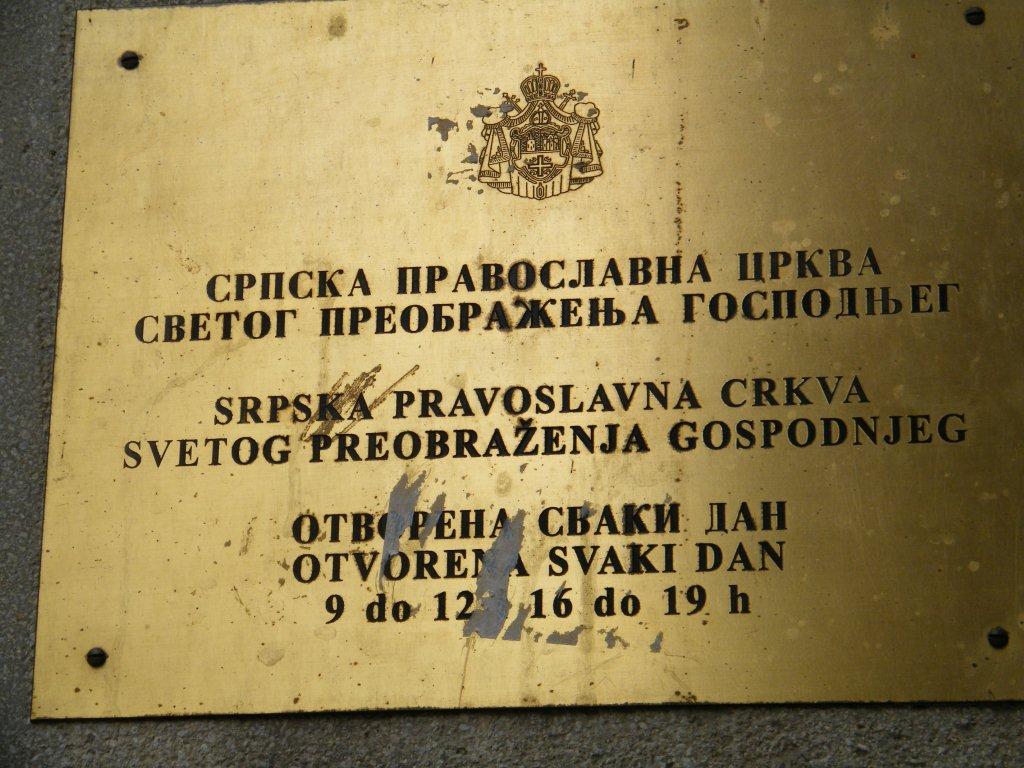 СРПСКА ПРАВОСЛАВНА ЦРКВА
СВЕТОГ ПРЕОБРАЖЕЊА ГОСПОДЊЕГ
SRPSKA PRAVOSLAVNA CRKVA
SVETOG PREOBRAŽENJA GOSPODNJEG
ОТВОРЕНА СВАКИ ДАН
OTVORENA SVAKI DAN
9 do 12 16 do 19 h